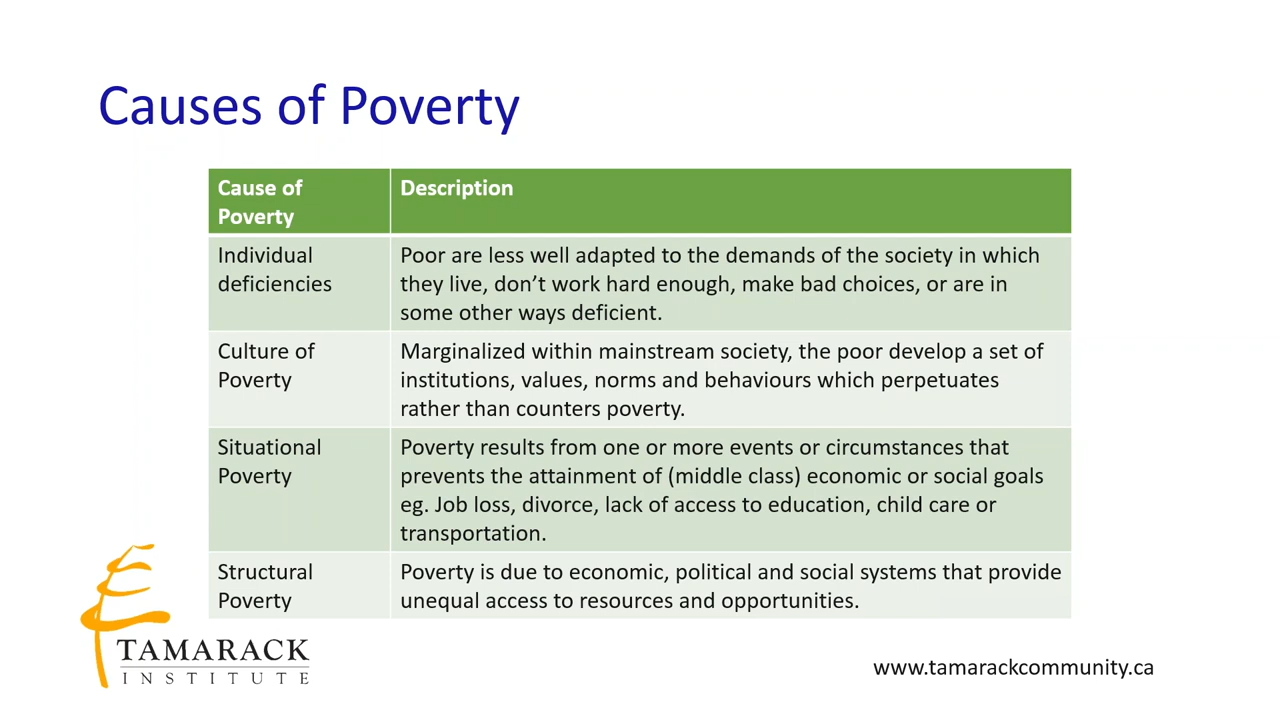 Causes of Poverty
Cause of
Poverty
Description
Individual
deficiencies
Poor are less well adapted to the demands of the society in which
they live, don’t work hard enough, make bad choices, or are in
some other ways deficient.
Culture of
Poverty
Marginalized within mainstream society, the poor develop a set of
institutions, values, norms and behaviours which perpetuates
rather than counters poverty.
Situational
Poverty
Poverty results from one or more events or circumstances that
prevents the attainment of (middle class) economic or social goals
eg. Job loss, divorce, lack of access to education, child care or
transportation.
Structural
Poverty
Poverty is due to economic, political and social systems that provide
unequal access to resources and opportunities.
TAMARACK
INSTITUTE
www.tamarackcommunity.ca